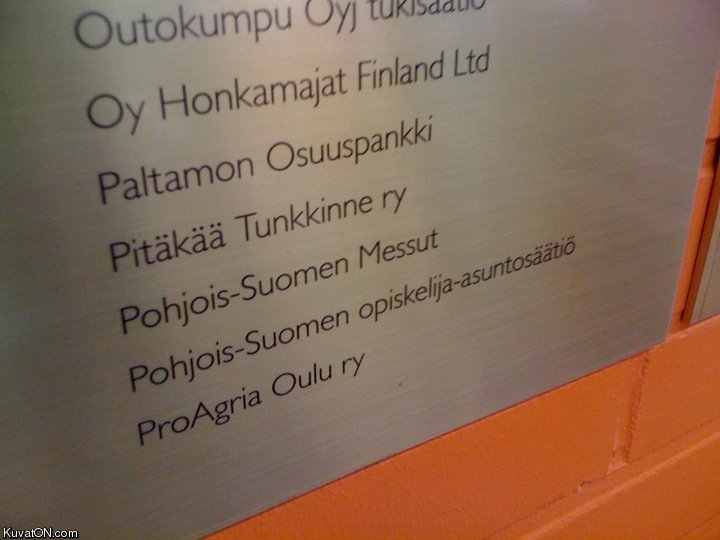 Outokumpu Oyj tukisäätiö
Oy Honkamajat Finland Ltd
Paltamon Osuuspankki
Pitäkää Tunkkinne ry
Pohjois-Suomen Messut
Pohjois-Suomen opiskelija-asuntosäätiö
ProAgria Oulu ry
KuvatON.com